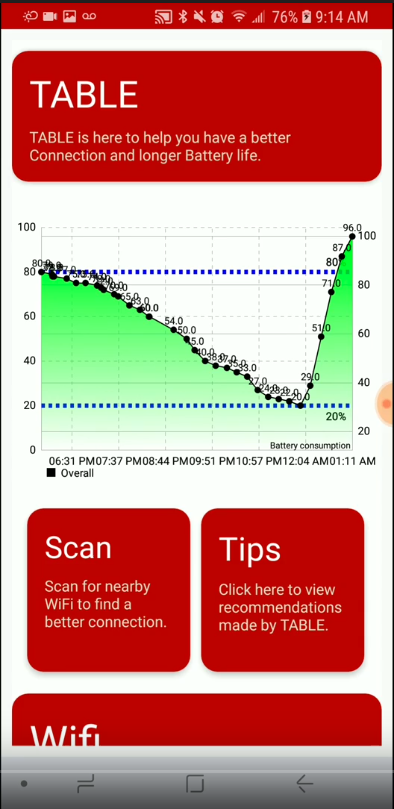 76% 9:14 AM
TABLE
TABLE is here to help you have a better
Connection and longer Battery life.
100
96.0
100
87.0
80
80.0
77.0
80
71.0
80
65.0
63.0
60.0
60
54.0
50.0
51.0
60
45.0
40
40.0
38.0
37.0
35.0
33.0
29.0
40
27.0
24.0
23.0
22.0
20.0
20
20%
20
0
Battery consumption
06:31 PM 07:37 PM 08:44 PM 09:51 PM 10:57 PM 12:04 AM 01:11 AM
Overall
Scan
Scan for nearby
WiFi to find a
better connection.
Tips
Click here to view
recommendations
made by TABLE.
Wifi